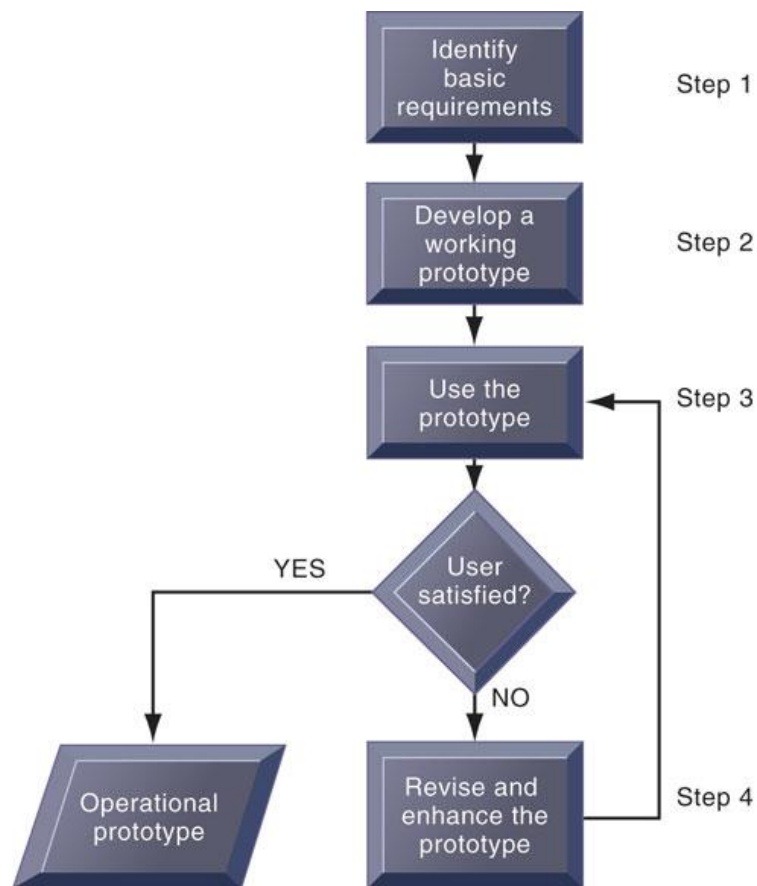 Identify
basic
requirements
Step 1
Develop a
working
prototype
Step 2
Use the
prototype
Step 3
User
satisfied?
YES
NO
Operational
prototype
Revise and
enhance the
prototype
Step 4